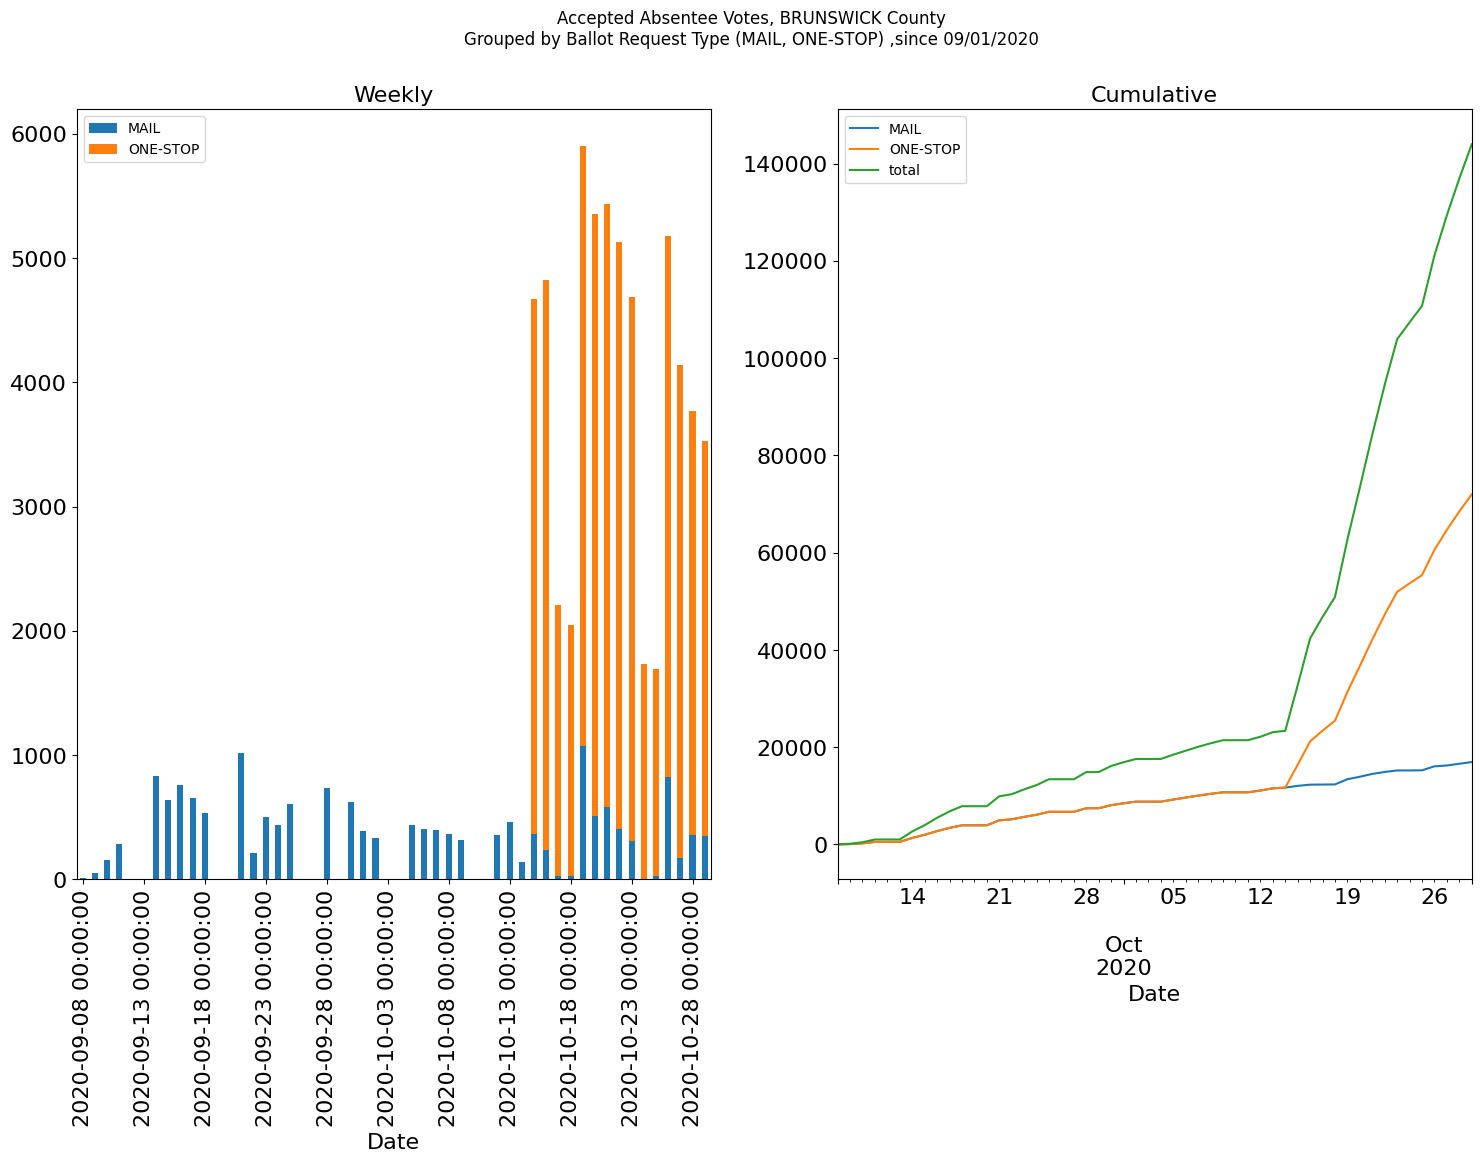 Accepted Absentee Votes, BRUNSWICK County
Grouped by Ballot Request Type (MAIL, ONE-STOP) ,since 09/01/2020
Weekly
MAIL
ONE-STOP
6000
5000
4000
3000
2000
1000
0
2020-09-08 00:00:00
2020-09-13 00:00:00
2020-09-18 00:00:00
2020-09-23 00:00:00
2020-09-28 00:00:00
2020-10-03 00:00:00
2020-10-08 00:00:00
2020-10-13 00:00:00
2020-10-18 00:00:00
2020-10-23 00:00:00
2020-10-28 00:00:00
Date
Cumulative
MAIL
ONE-STOP
total
140000
120000
100000
80000
60000
40000
20000
0
14 21 28 05 12 19 26
Oct
2020
Date